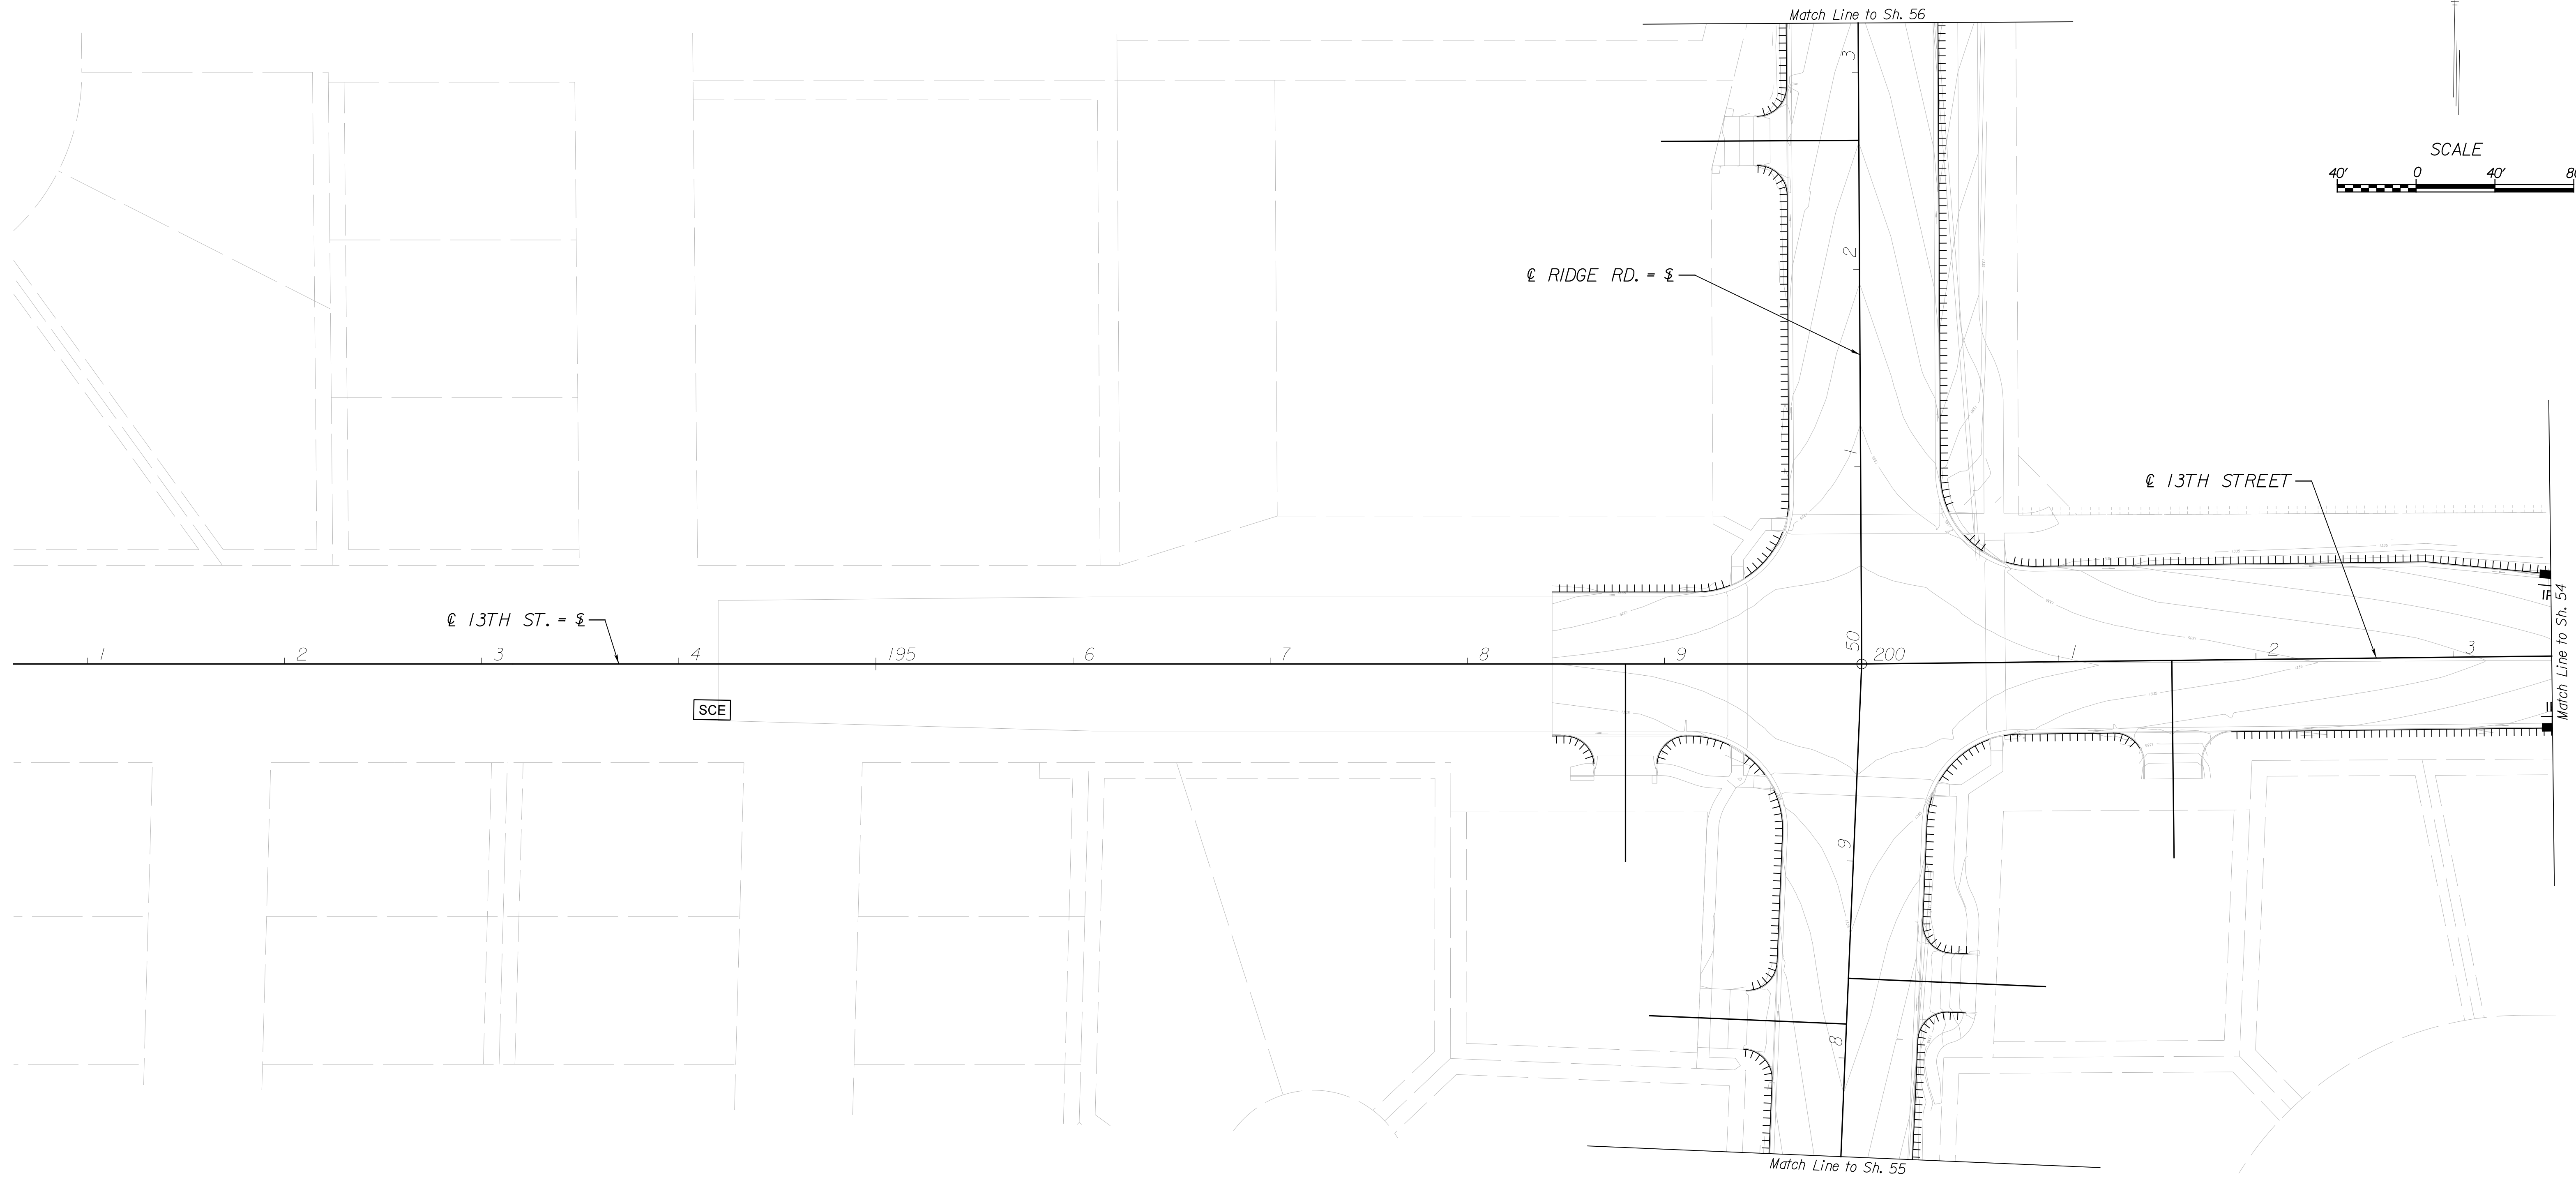 Match Line to Sh. 56
3
SCALE
40' 0 40'
2
℄ RIDGE RD. = S℄
1
℄ 13TH STREET
℄ 13TH ST. = S℄
1 2 3 4 195 6 7 8 9 50 200 1 2 3
Match Line to Sh. 54
SCE
9
8
Match Line to Sh. 55